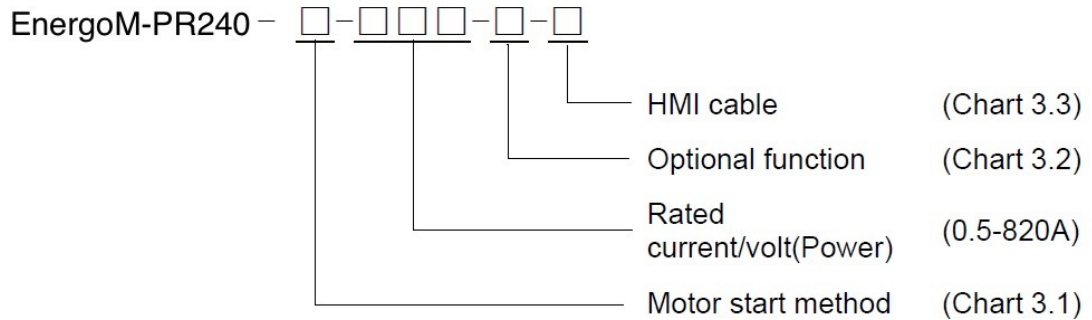 EnergoM-PR240 - □-□□□-□-□
HMI cable (Chart 3.3)
Optional function (Chart 3.2)
Rated
current/volt(Power) (0.5-820A)
Motor start method (Chart 3.1)